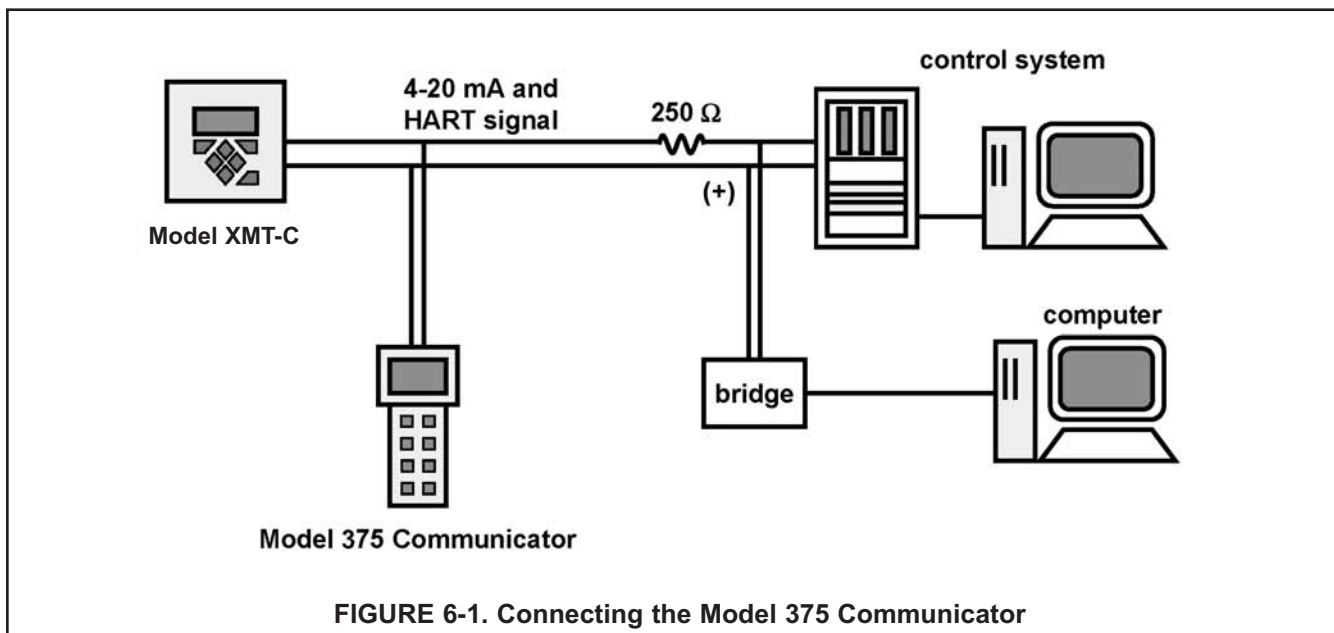 control system
4-20 mA and
HART signal
250 Ω
(+)
Model XMT-C
computer
bridge
Model 375 Communicator
FIGURE 6-1. Connecting the Model 375 Communicator